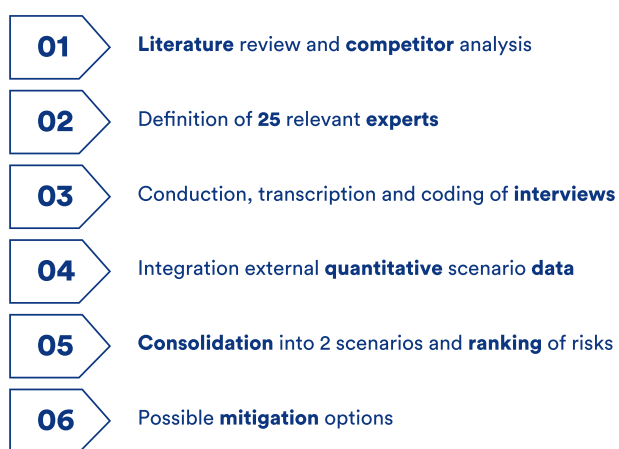 01 Literature review and competitor analysis
02 Definition of 25 relevant experts
03 Conduction, transcription and coding of interviews
04 Integration external quantitative scenario data
05 Consolidation into 2 scenarios and ranking of risks
06 Possible mitigation options